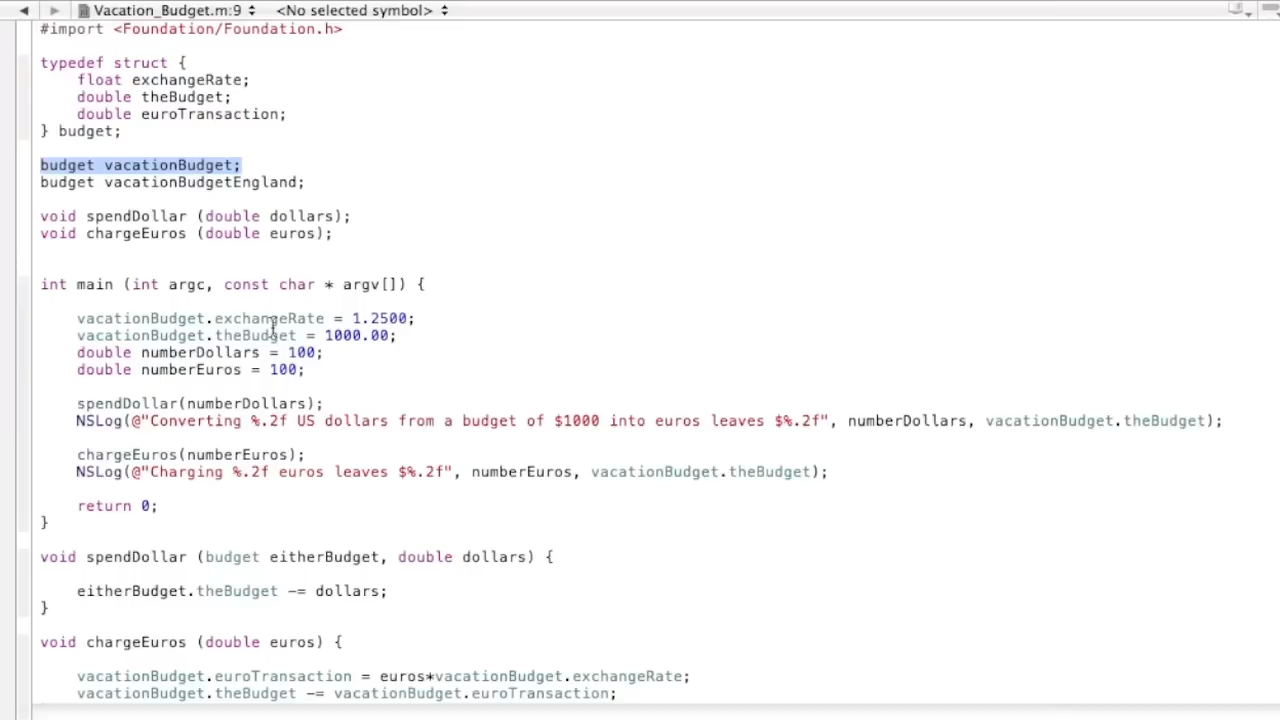 Vacation_Budget.m:9 <No selected symbol>
#import <Foundation/Foundation.h>
typedef struct {
float exchangeRate;
double theBudget;
double euroTransaction;
} budget;
budget vacationBudget;
budget vacationBudgetEngland;
void spendDollar (double dollars);
void chargeEuros (double euros);
int main (int argc, const char * argv[]) {
vacationBudget.exchangeRate = 1.2500;
vacationBudget.theBudget = 1000.00;
double numberDollars = 100;
double numberEuros = 100;
spendDollar(numberDollars);
NSLog(@"Converting %.2f US dollars from a budget of $1000 into euros leaves $%.2f", numberDollars, vacationBudget.theBudget);
chargeEuros(numberEuros);
NSLog(@"Charging %.2f euros leaves $%.2f", numberEuros, vacationBudget.theBudget);
return 0;
}
void spendDollar (budget eitherBudget, double dollars) {
eitherBudget.theBudget -= dollars;
}
void chargeEuros (double euros) {
vacationBudget.euroTransaction = euros*vacationBudget.exchangeRate;
vacationBudget.theBudget -= vacationBudget.euroTransaction;